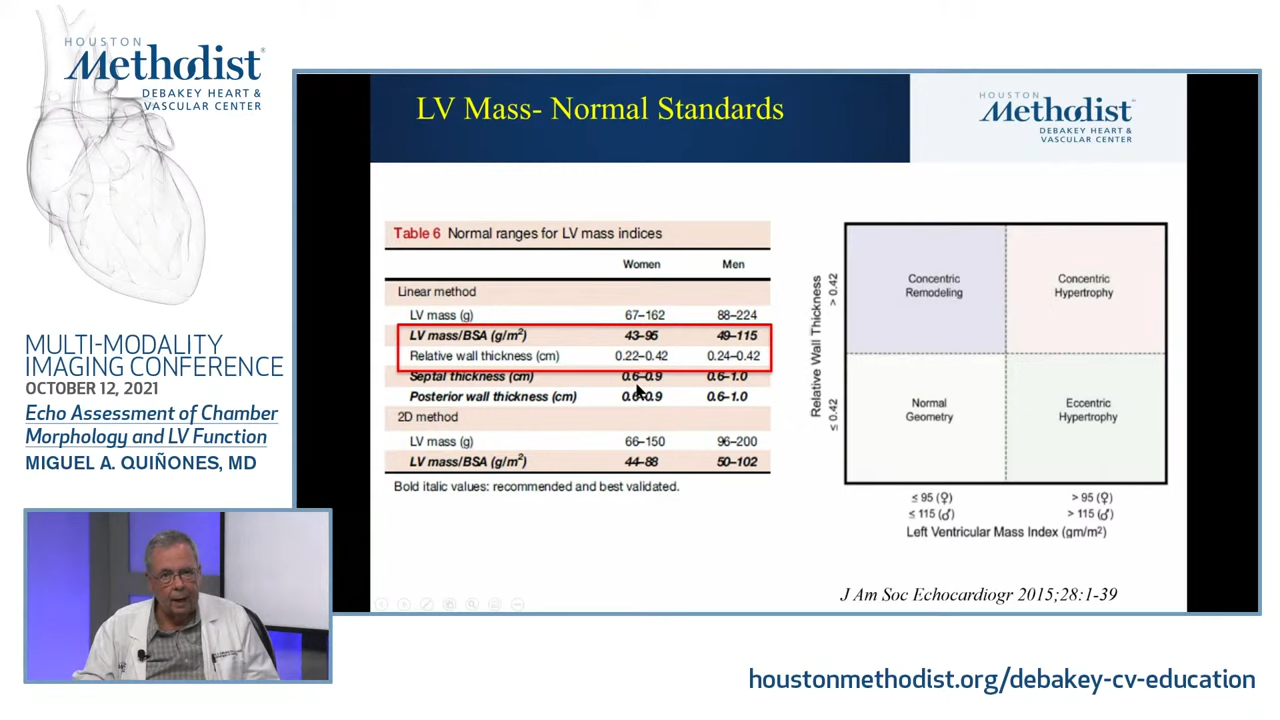 HOUSTON
Methodist®
DEBAKEY HEART &
VASCULAR CENTER
MULTI-MODALITY
IMAGING CONFERENCE
OCTOBER 12, 2021
Echo Assessment of Chamber
Morphology and LV Function
MIGUEL A. QUIÑONES, MD
LV Mass- Normal Standards
HOUSTON
Methodist
DEBAKEY HEART &
VASCULAR CENTER
Table 6 Normal ranges for LV mass indices
Women Men
Linear method
LV mass (g) 67–162 88–224
LV mass/BSA (g/m²) 43–95 49–115
Relative wall thickness (cm) 0.22–0.42 0.24–0.42
Septal thickness (cm) 0.6–0.9 0.6–1.0
Posterior wall thickness (cm) 0.6–0.9 0.6–1.0
2D method
LV mass (g) 66–150 96–200
LV mass/BSA (g/m²) 44–88 50–102
Bold italic values: recommended and best validated.
Relative Wall Thickness
> 0.42
≤ 0.42
Concentric
Remodeling
Concentric
Hypertrophy
Normal
Geometry
Eccentric
Hypertrophy
≤ 95 (♀) > 95 (♀)
≤ 115 (♂) > 115 (♂)
Left Ventricular Mass Index (gm/m²)
J Am Soc Echocardiogr 2015;28:1-39
houstonmethodist.org/debakey-cv-education